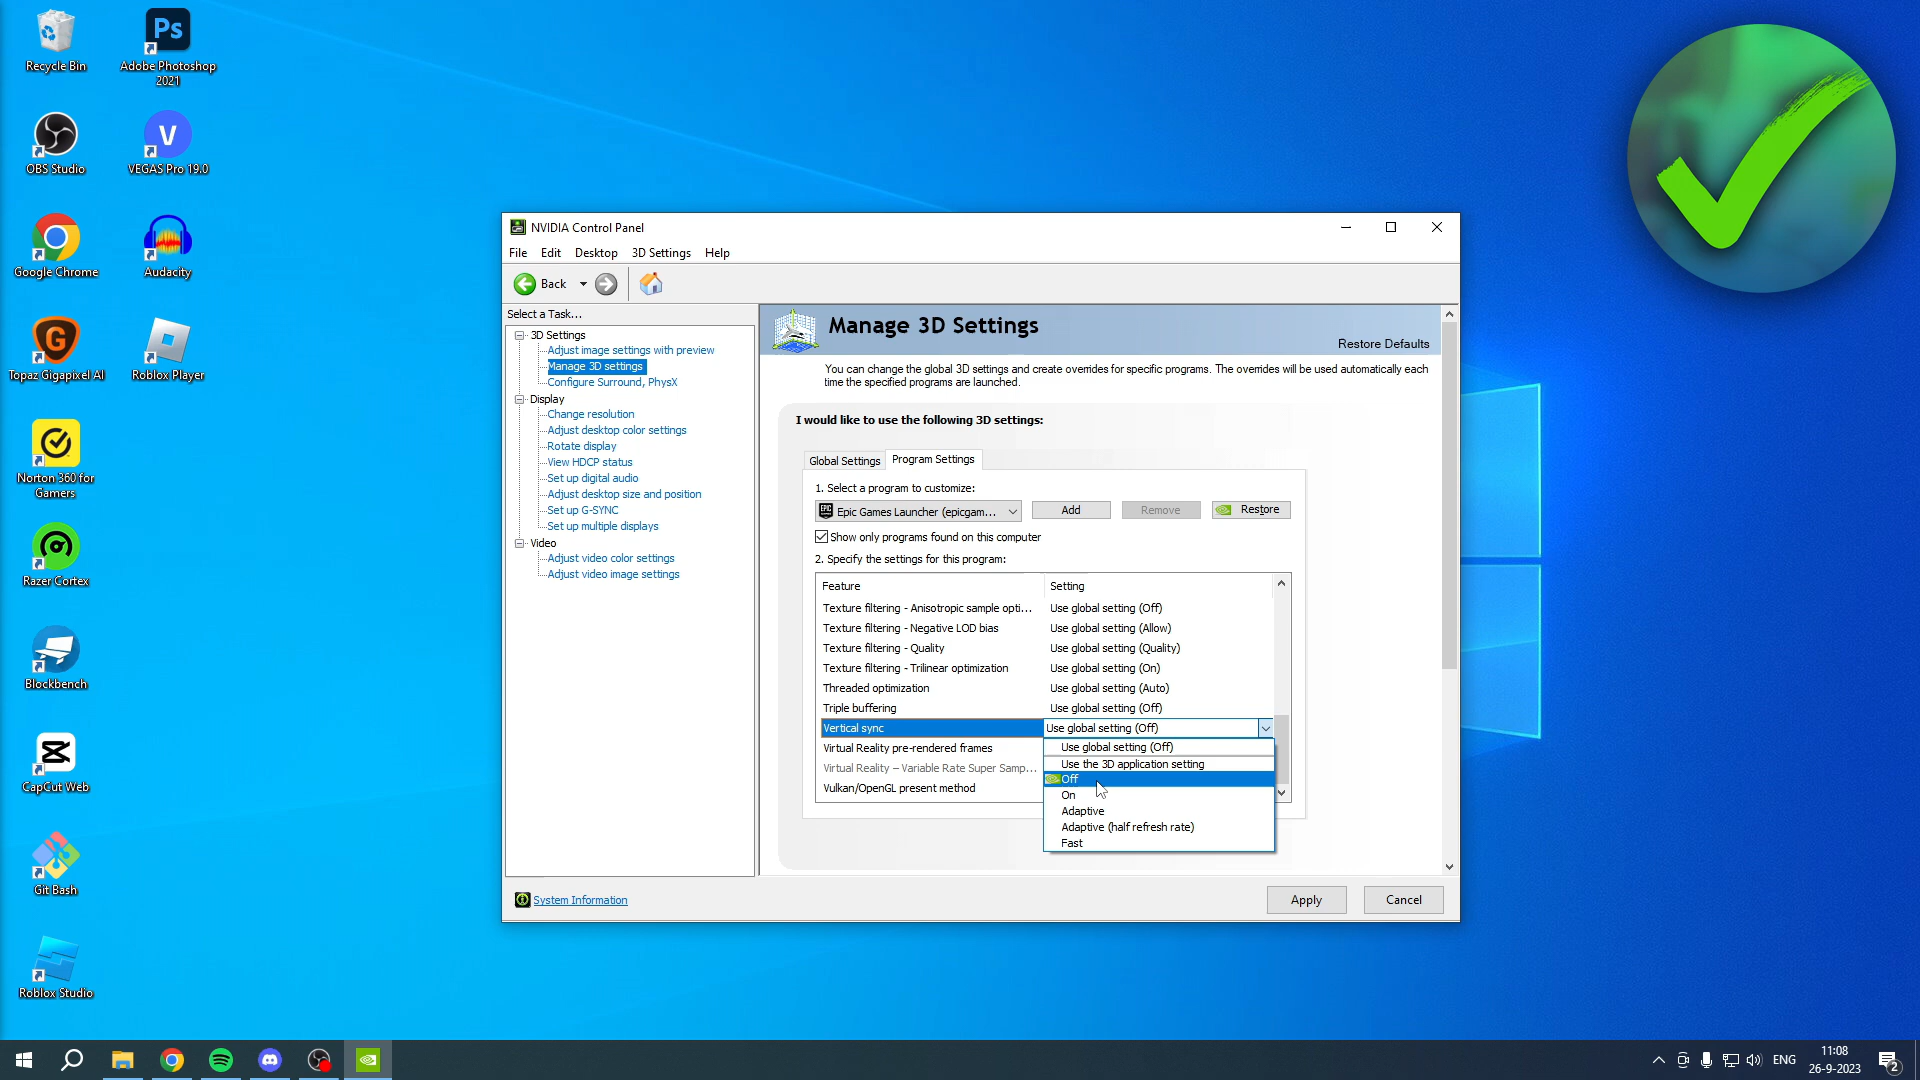 Recycle Bin
Ps
Adobe Photoshop
2021
OBS Studio
V
VEGAS Pro 19.0
Google Chrome
Audacity
G
Topaz Gigapixel AI
Roblox Player
Norton 360 for
Gamers
Razer Cortex
Blockbench
CapCut Web
Git Bash
Roblox Studio
NVIDIA Control Panel
File Edit Desktop 3D Settings Help
Back
Select a Task...
3D Settings
Adjust image settings with preview
Manage 3D settings
Configure Surround, PhysX
Display
Change resolution
Adjust desktop color settings
Rotate display
View HDCP status
Set up digital audio
Adjust desktop size and position
Set up G-SYNC
Set up multiple displays
Video
Adjust video color settings
Adjust video image settings
System Information
Manage 3D Settings
Restore Defaults
You can change the global 3D settings and create overrides for specific programs. The overrides will be used automatically each
time the specified programs are launched.
I would like to use the following 3D settings:
Global Settings Program Settings
1. Select a program to customize:
EPIC Epic Games Launcher (epicgam... Add Remove Restore
Show only programs found on this computer
2. Specify the settings for this program:
Feature Setting
Texture filtering - Anisotropic sample opti... Use global setting (Off)
Texture filtering - Negative LOD bias Use global setting (Allow)
Texture filtering - Quality Use global setting (Quality)
Texture filtering - Trilinear optimization Use global setting (On)
Threaded optimization Use global setting (Auto)
Triple buffering Use global setting (Off)
Vertical sync Use global setting (Off)
Virtual Reality pre-rendered frames
Virtual Reality – Variable Rate Super Samp...
Vulkan/OpenGL present method
Use global setting (Off)
Use the 3D application setting
Off
On
Adaptive
Adaptive (half refresh rate)
Fast
Apply Cancel
ENG
11:08
26-9-2023
2